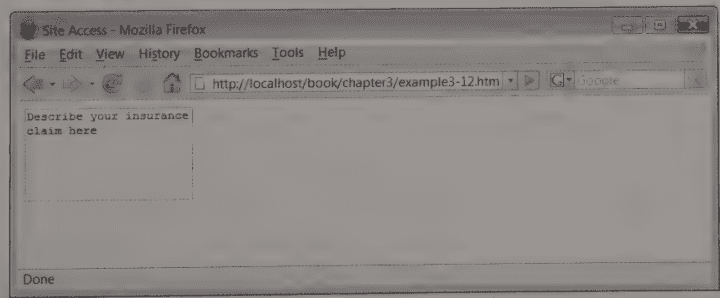 Site Access - Mozilla Firefox
File Edit View History Bookmarks Tools Help
http://localhost/book/chapter3/example3-12.htm G Google
Describe your insurance
claim here
Done